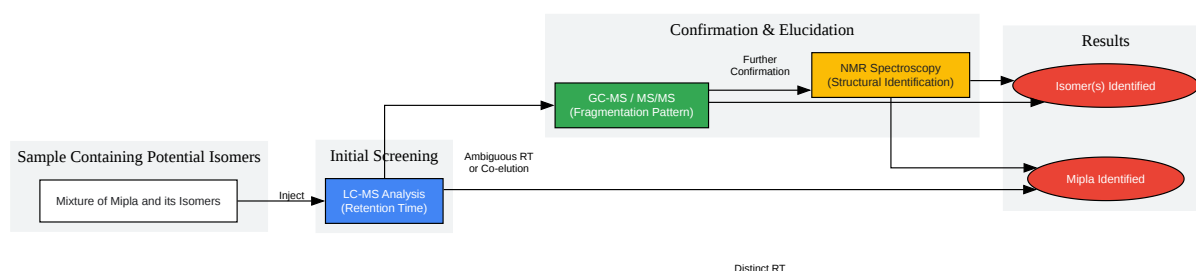 Confirmation & Elucidation
Results
Further
Confirmation
NMR Spectroscopy
(Structural Identification)
Isomer(s) Identified
GC-MS / MS/MS
(Fragmentation Pattern)
Sample Containing Potential Isomers
Initial Screening
Ambiguous RT
or Co-elution
Mixture of Mipla and its Isomers
Inject
LC-MS Analysis
(Retention Time)
Mipla Identified
Distinct RT